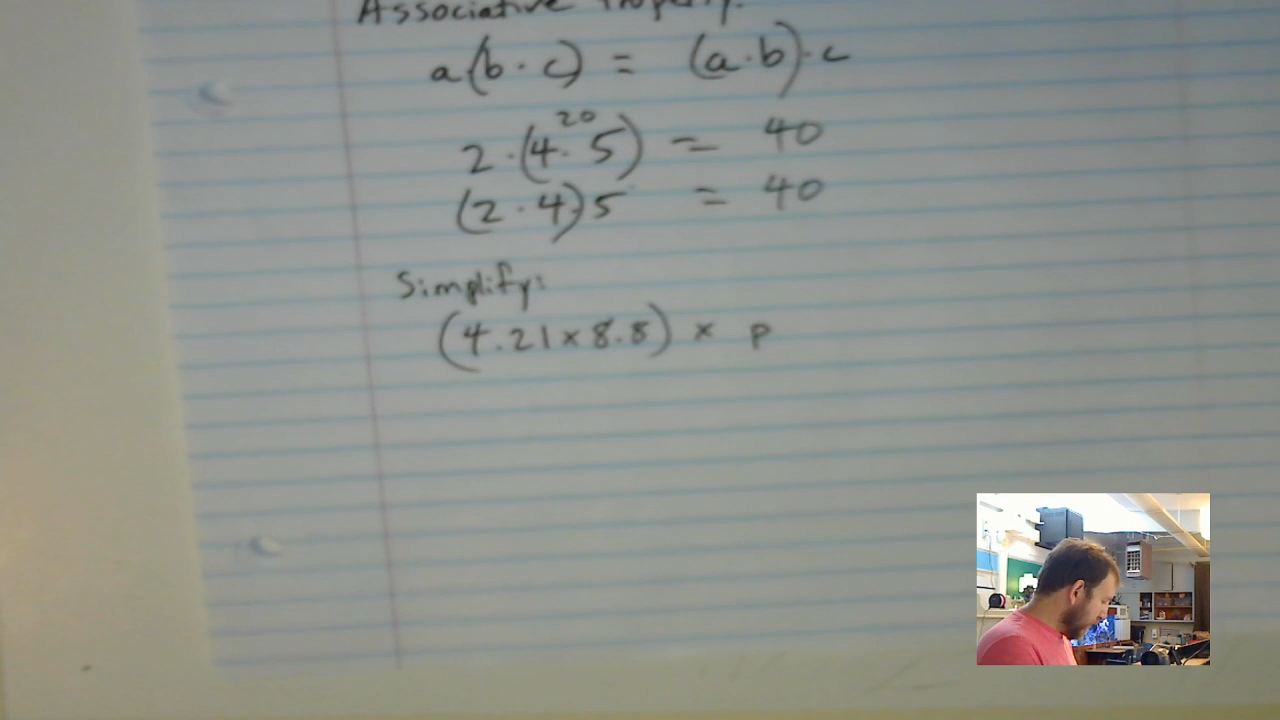 Associative Property:
a(b · c) = (a · b) · c
20
2 · (4 · 5) = 40
(2 · 4) 5 = 40
Simplify:
(4.21 × 8.8) × p